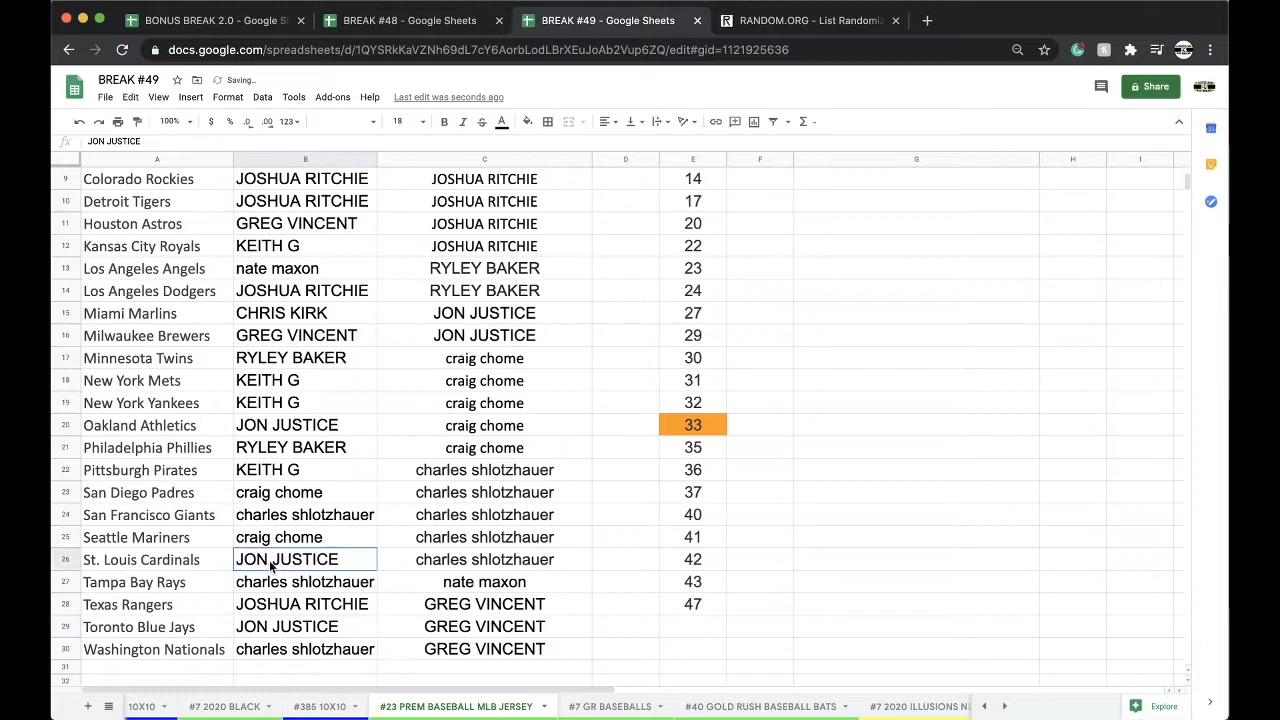 BONUS BREAK 2.0 - Google S
BREAK #48 - Google Sheets
BREAK #49 - Google Sheets
RANDOM.ORG - List Randomi
docs.google.com/spreadsheets/d/1QYSRkKaVZNh69dL7cY6AorbLodLBrXEuJoAb2Vup6ZQ/edit#gid=1121925636
BREAK #49
Saving...
File Edit View Insert Format Data Tools Add-ons Help Last edit was seconds ago
Share
100% $ % .0 .00 123 18 B I S A
fx JON JUSTICE
A B C D E F G H I
9 Colorado Rockies JOSHUA RITCHIE JOSHUA RITCHIE 14
10 Detroit Tigers JOSHUA RITCHIE JOSHUA RITCHIE 17
11 Houston Astros GREG VINCENT JOSHUA RITCHIE 20
12 Kansas City Royals KEITH G JOSHUA RITCHIE 22
13 Los Angeles Angels nate maxon RYLEY BAKER 23
14 Los Angeles Dodgers JOSHUA RITCHIE RYLEY BAKER 24
15 Miami Marlins CHRIS KIRK JON JUSTICE 27
16 Milwaukee Brewers GREG VINCENT JON JUSTICE 29
17 Minnesota Twins RYLEY BAKER craig chome 30
18 New York Mets KEITH G craig chome 31
19 New York Yankees KEITH G craig chome 32
20 Oakland Athletics JON JUSTICE craig chome 33
21 Philadelphia Phillies RYLEY BAKER craig chome 35
22 Pittsburgh Pirates KEITH G charles shlotzhauer 36
23 San Diego Padres craig chome charles shlotzhauer 37
24 San Francisco Giants charles shlotzhauer charles shlotzhauer 40
25 Seattle Mariners craig chome charles shlotzhauer 41
26 St. Louis Cardinals JON JUSTICE charles shlotzhauer 42
27 Tampa Bay Rays charles shlotzhauer nate maxon 43
28 Texas Rangers JOSHUA RITCHIE GREG VINCENT 47
29 Toronto Blue Jays JON JUSTICE GREG VINCENT
30 Washington Nationals charles shlotzhauer GREG VINCENT
31
32
10X10 #7 2020 BLACK #385 10X10 #23 PREM BASEBALL MLB JERSEY #7 GR BASEBALLS #40 GOLD RUSH BASEBALL BATS #7 2020 ILLUSIONS N Explore